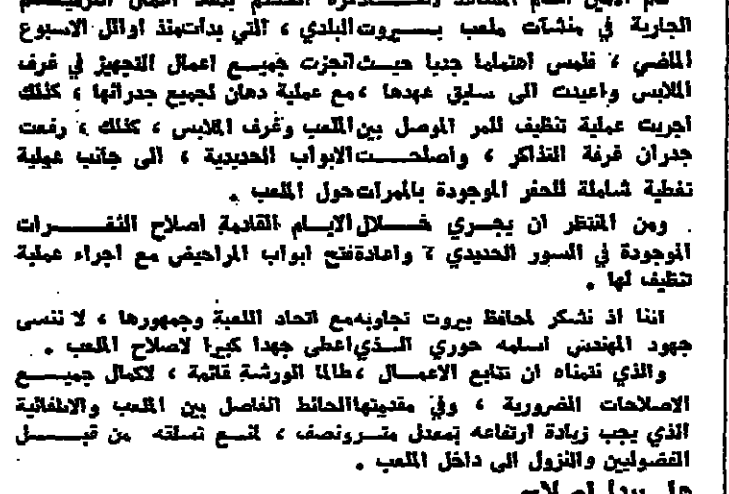 الجارية في منشآت ملعب بيروت البلدي ، التي بدأت منذ اوائل الاسبوع
الماضي ، فلمس اهتماما جديا حيث انجزت جميع اعمال التجهيز في غرف
الملابس واعيدت الى سابق عهدها ، مع عملية دهان لجميع جدرانها ، كذلك
اجريت عملية تنظيف للمر الموصل بين الملعب وغرف الملابس ، كذلك ، رفعت
جدران غرفة التذاكر ، واصلحت الابواب الحديدية ، الى جانب عملية
تغطية شاملة للحفر الموجودة بالممرات حول الملعب .
ومن المنتظر ان يجري خلال الايام القادمة اصلاح الثغرات
الموجودة في السور الحديدي ، واعادة فتح ابواب المراحيض مع اجراء عملية
تنظيف لها .
اننا اذ نشكر لمحافظ بيروت تجاوبه مع اتحاد اللعبة وجمهورها ، لا ننسى
جهود المهندس اسامه حوري الذي اعطى جهدا كبيرا لاصلاح الملعب .
والذي نتمناه ان تتابع الاعمال ، طالما الورشة قائمة ، لاكمال جميع
الاصلاحات الضرورية ، وفي مقدمتها الحائط الفاصل بين الملعب والاطفائية
الذي يجب زيادة ارتفاعه بمعدل متر ونصف ، لمنع تسلقه من قبل
الفضوليين والنزول الى داخل الملعب .